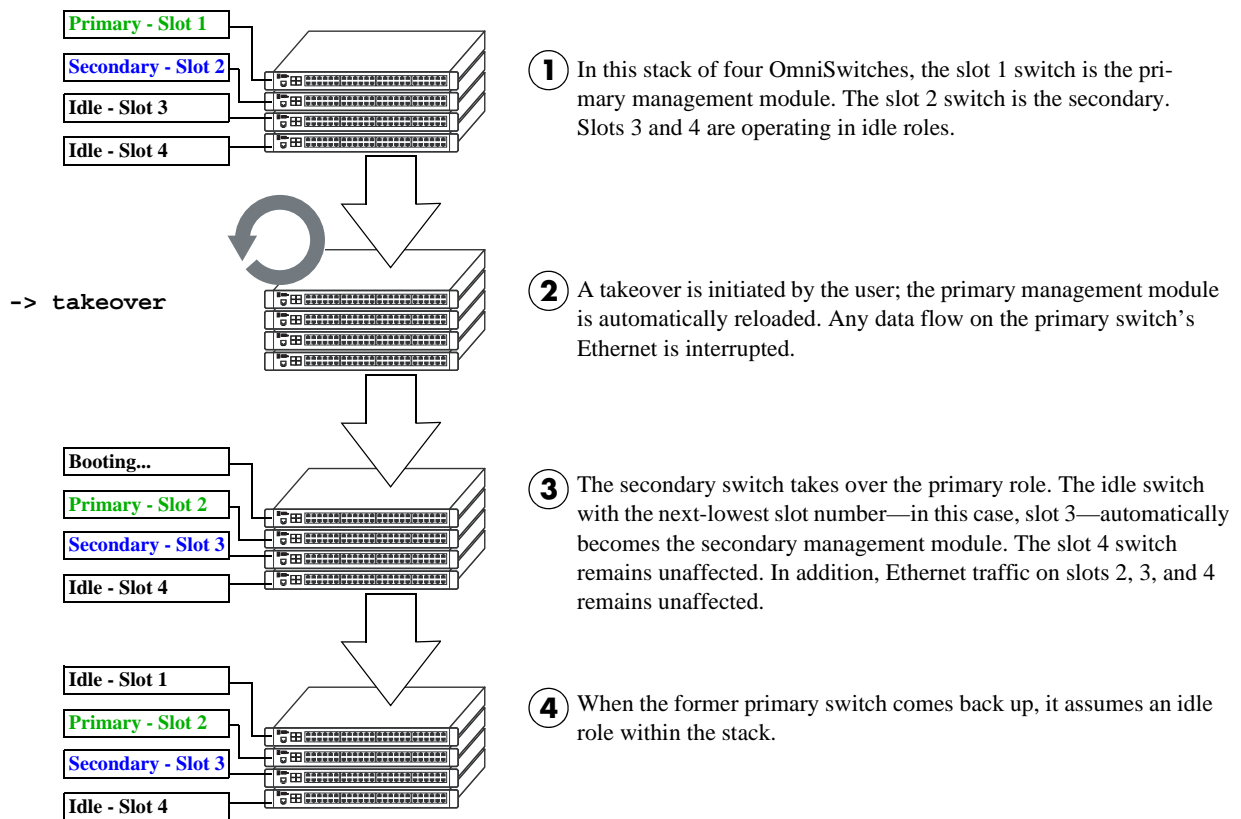 Primary - Slot 1
Secondary - Slot 2
Idle - Slot 3
Idle - Slot 4
1 In this stack of four OmniSwitches, the slot 1 switch is the pri-
mary management module. The slot 2 switch is the secondary.
Slots 3 and 4 are operating in idle roles.
-> takeover
2 A takeover is initiated by the user; the primary management module
is automatically reloaded. Any data flow on the primary switch’s
Ethernet is interrupted.
Booting...
Primary - Slot 2
Secondary - Slot 3
Idle - Slot 4
3 The secondary switch takes over the primary role. The idle switch
with the next-lowest slot number—in this case, slot 3—automatically
becomes the secondary management module. The slot 4 switch
remains unaffected. In addition, Ethernet traffic on slots 2, 3, and 4
remains unaffected.
Idle - Slot 1
Primary - Slot 2
Secondary - Slot 3
Idle - Slot 4
4 When the former primary switch comes back up, it assumes an idle
role within the stack.